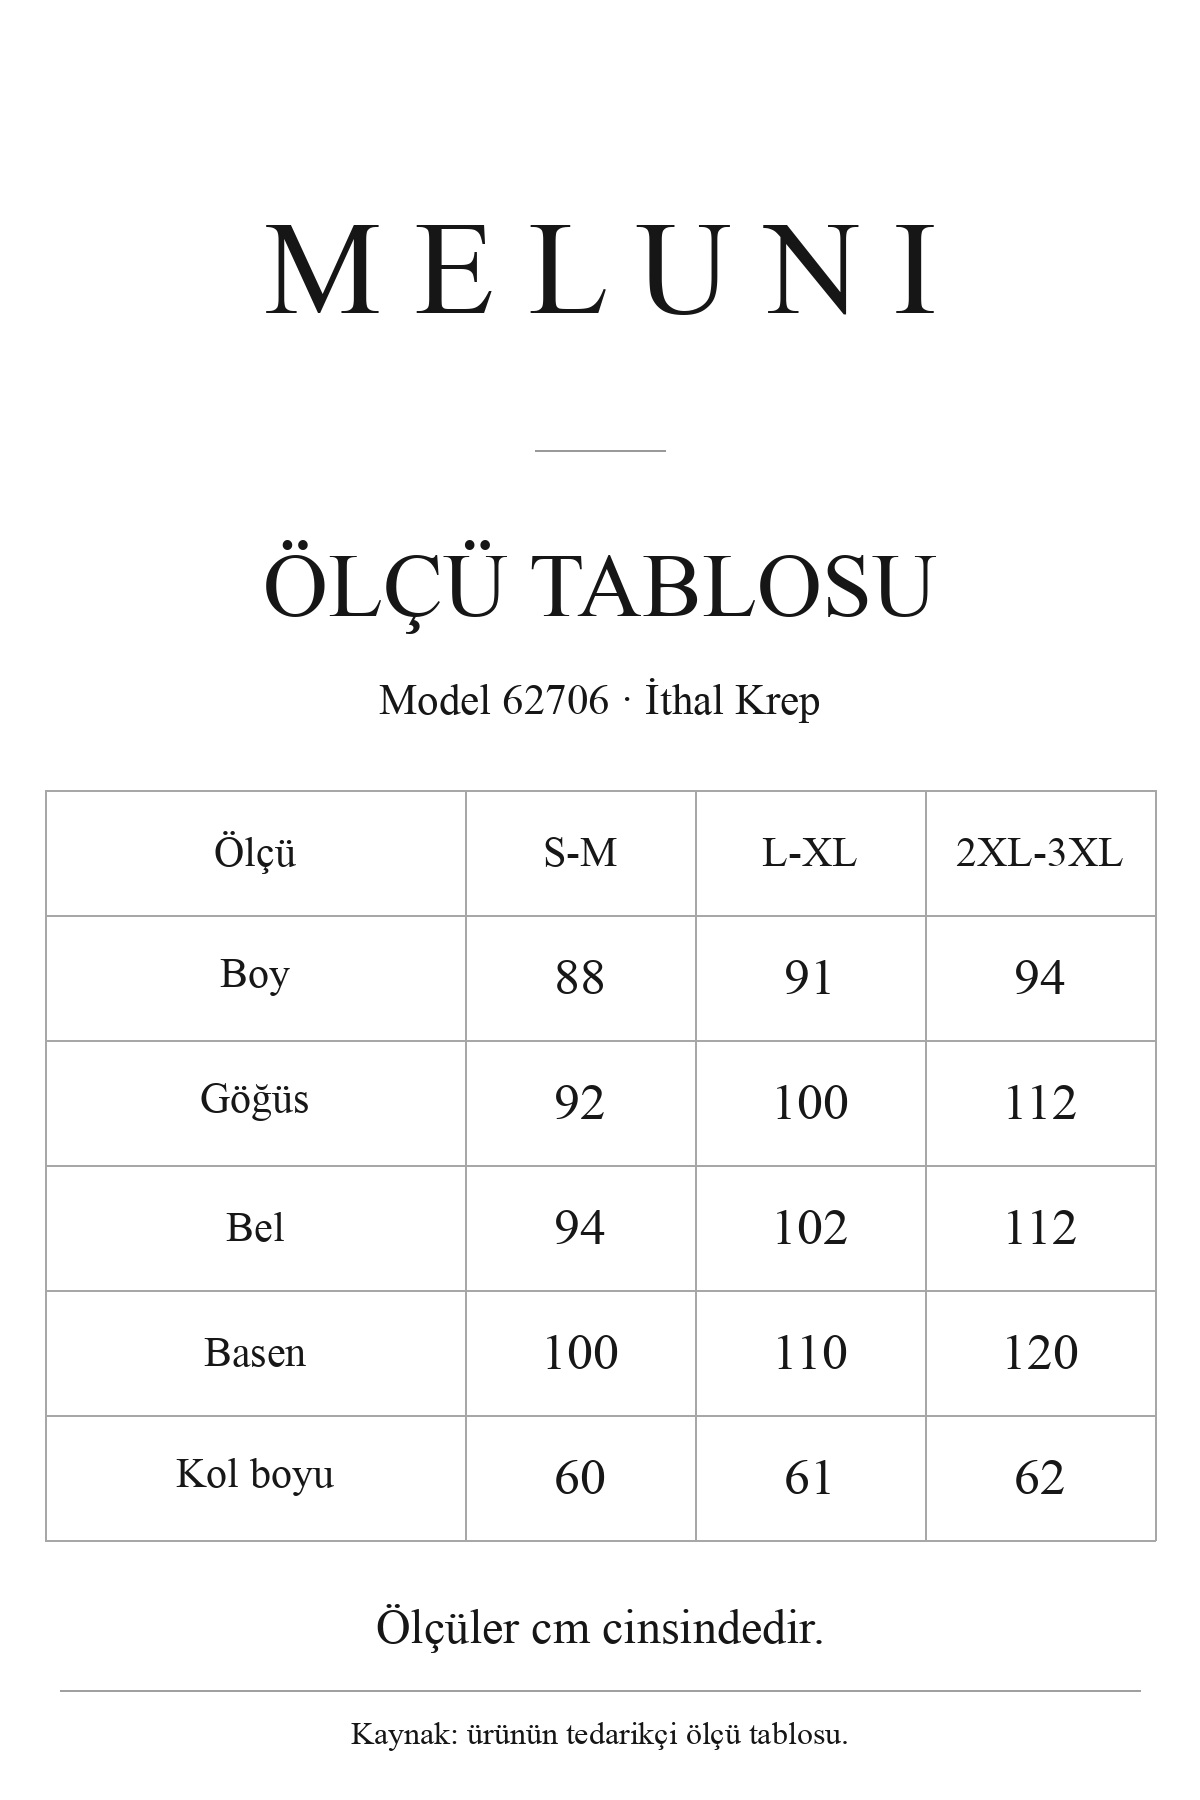 MELUNI
ÖLÇÜ TABLOSU
Model 62706 · İthal Krep
Ölçü S-M L-XL 2XL-3XL
Boy 88 91 94
Göğüs 92 100 112
Bel 94 102 112
Basen 100 110 120
Kol boyu 60 61 62
Ölçüler cm cinsindedir.
Kaynak: ürünün tedarikçi ölçü tablosu.